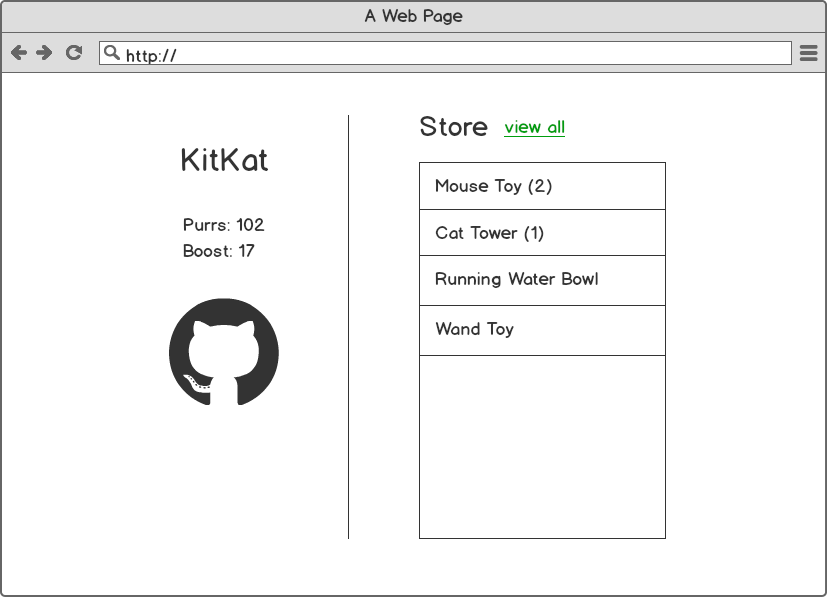 A Web Page
http://
KitKat
Purrs: 102
Boost: 17
Store view all
Mouse Toy (2)
Cat Tower (1)
Running Water Bowl
Wand Toy